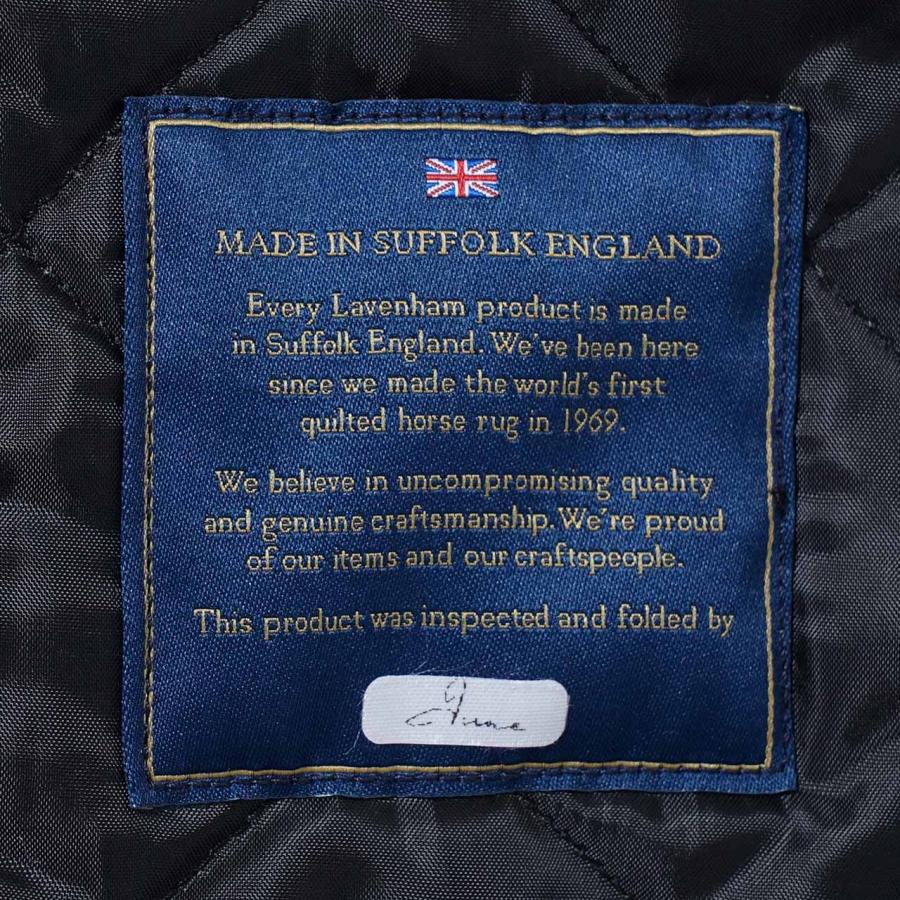 MADE IN SUFFOLK ENGLAND
Every Lavenham product is made
in Suffolk England. We've been here
since we made the world's first
quilted horse rug in 1969.
We believe in uncompromising quality
and genuine craftsmanship. We're proud
of our items and our craftspeople.
This product was inspected and folded by